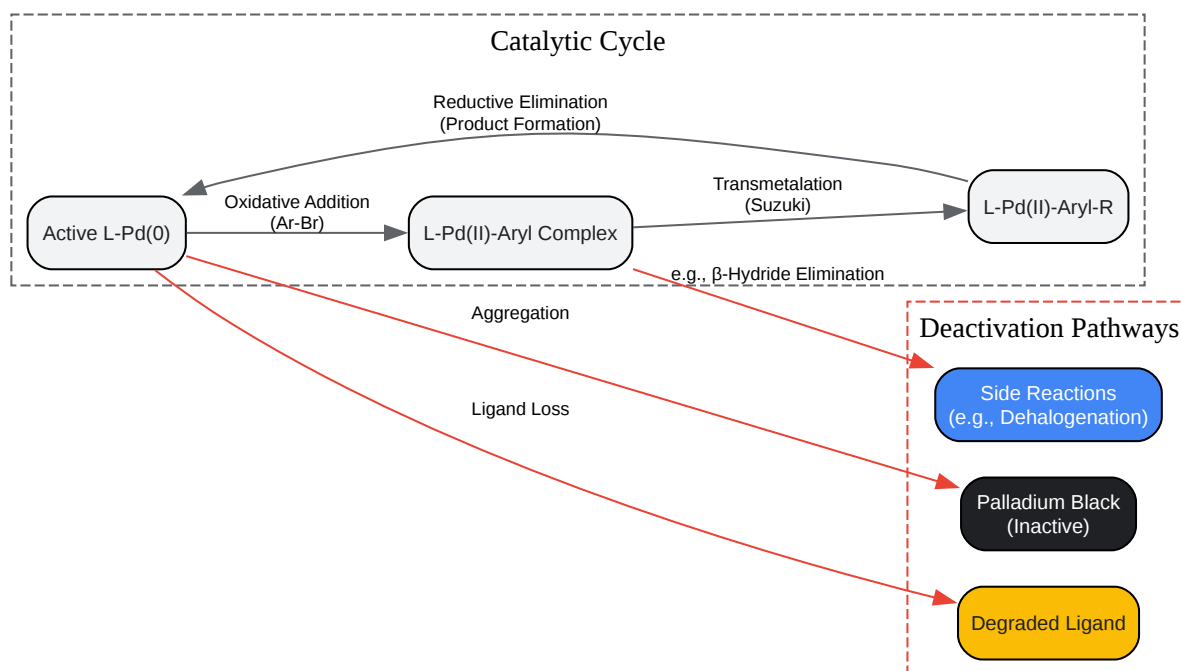 Catalytic Cycle
Reductive Elimination
(Product Formation)
Oxidative Addition
(Ar-Br)
Transmetalation
(Suzuki)
Active L-Pd(0)
L-Pd(II)-Aryl Complex
L-Pd(II)-Aryl-R
e.g., β-Hydride Elimination
Aggregation
Ligand Loss
Deactivation Pathways
Side Reactions
(e.g., Dehalogenation)
Palladium Black
(Inactive)
Degraded Ligand